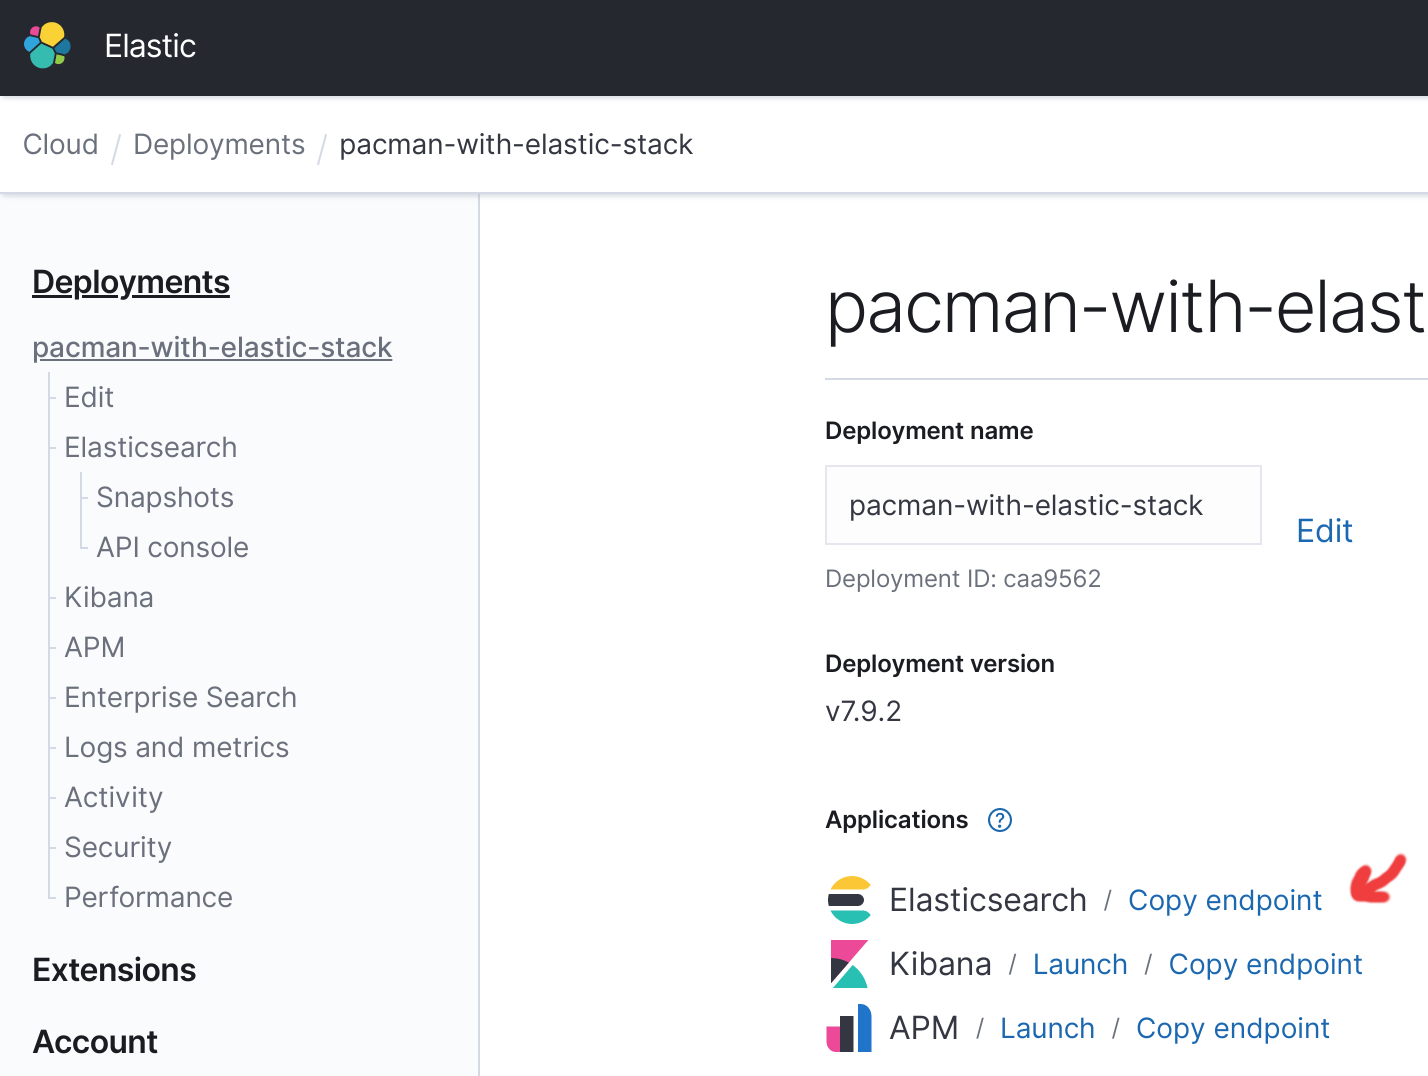 Elastic
Cloud / Deployments / pacman-with-elastic-stack
Deployments
pacman-with-elastic-stack
Edit
Elasticsearch
Snapshots
API console
Kibana
APM
Enterprise Search
Logs and metrics
Activity
Security
Performance
Extensions
Account
pacman-with-elast
Deployment name
pacman-with-elastic-stack
Edit
Deployment ID: caa9562
Deployment version
v7.9.2
Applications ?
Elasticsearch / Copy endpoint
Kibana / Launch / Copy endpoint
APM / Launch / Copy endpoint